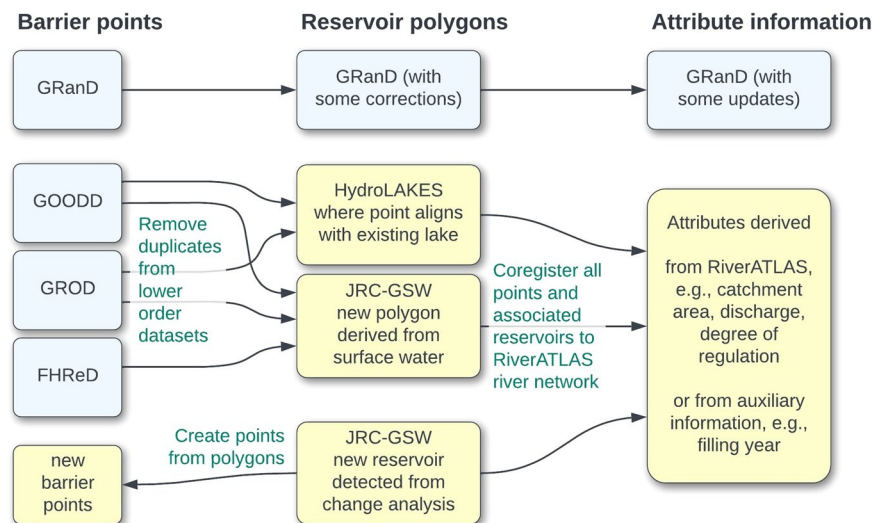 Barrier points
Reservoir polygons
Attribute information
GRanD
GRanD (with
some corrections)
GRanD (with
some updates)
GOODD
GROD
FHReD
Remove
duplicates
from
lower
order
datasets
HydroLAKES
where point aligns
with existing lake
JRC-GSW
new polygon
derived from
surface water
Coregister all
points and
associated
reservoirs to
RiverATLAS
river network
Attributes derived
from RiverATLAS,
e.g., catchment
area, discharge,
degree of
regulation
or from auxiliary
information, e.g.,
filling year
new
barrier
points
Create points
from polygons
JRC-GSW
new reservoir
detected from
change analysis